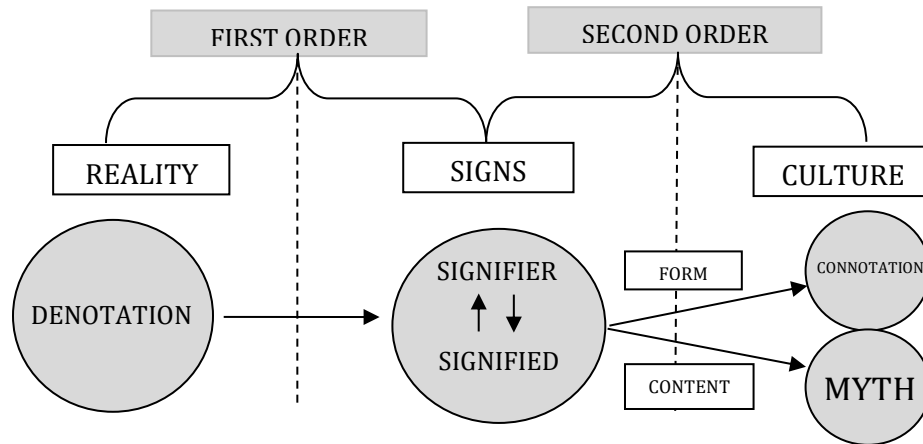 FIRST ORDER
SECOND ORDER
REALITY
SIGNS
CULTURE
DENOTATION
SIGNIFIER
SIGNIFIED
FORM
CONTENT
CONNOTATION
MYTH